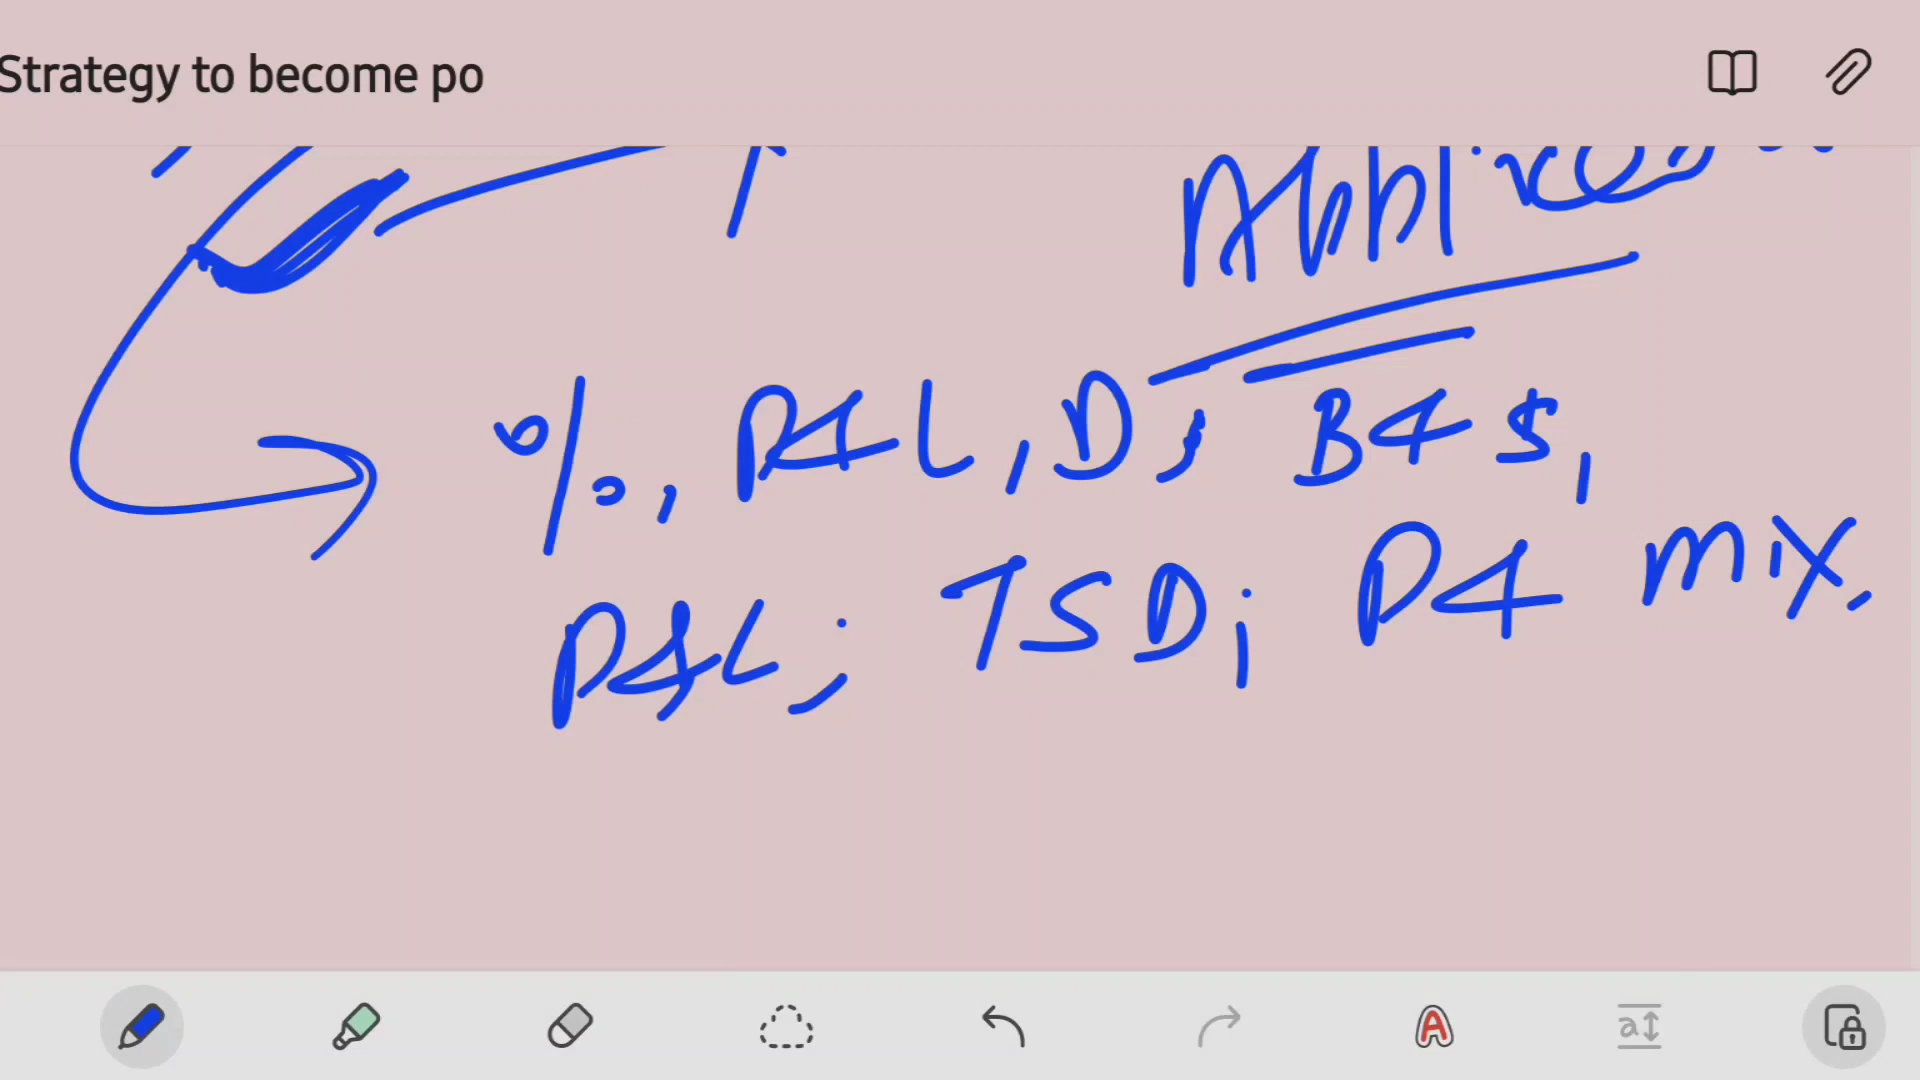 Strategy to become po
%, P&L, D, B&S,
P&L; TSD; P& mix,
A
a